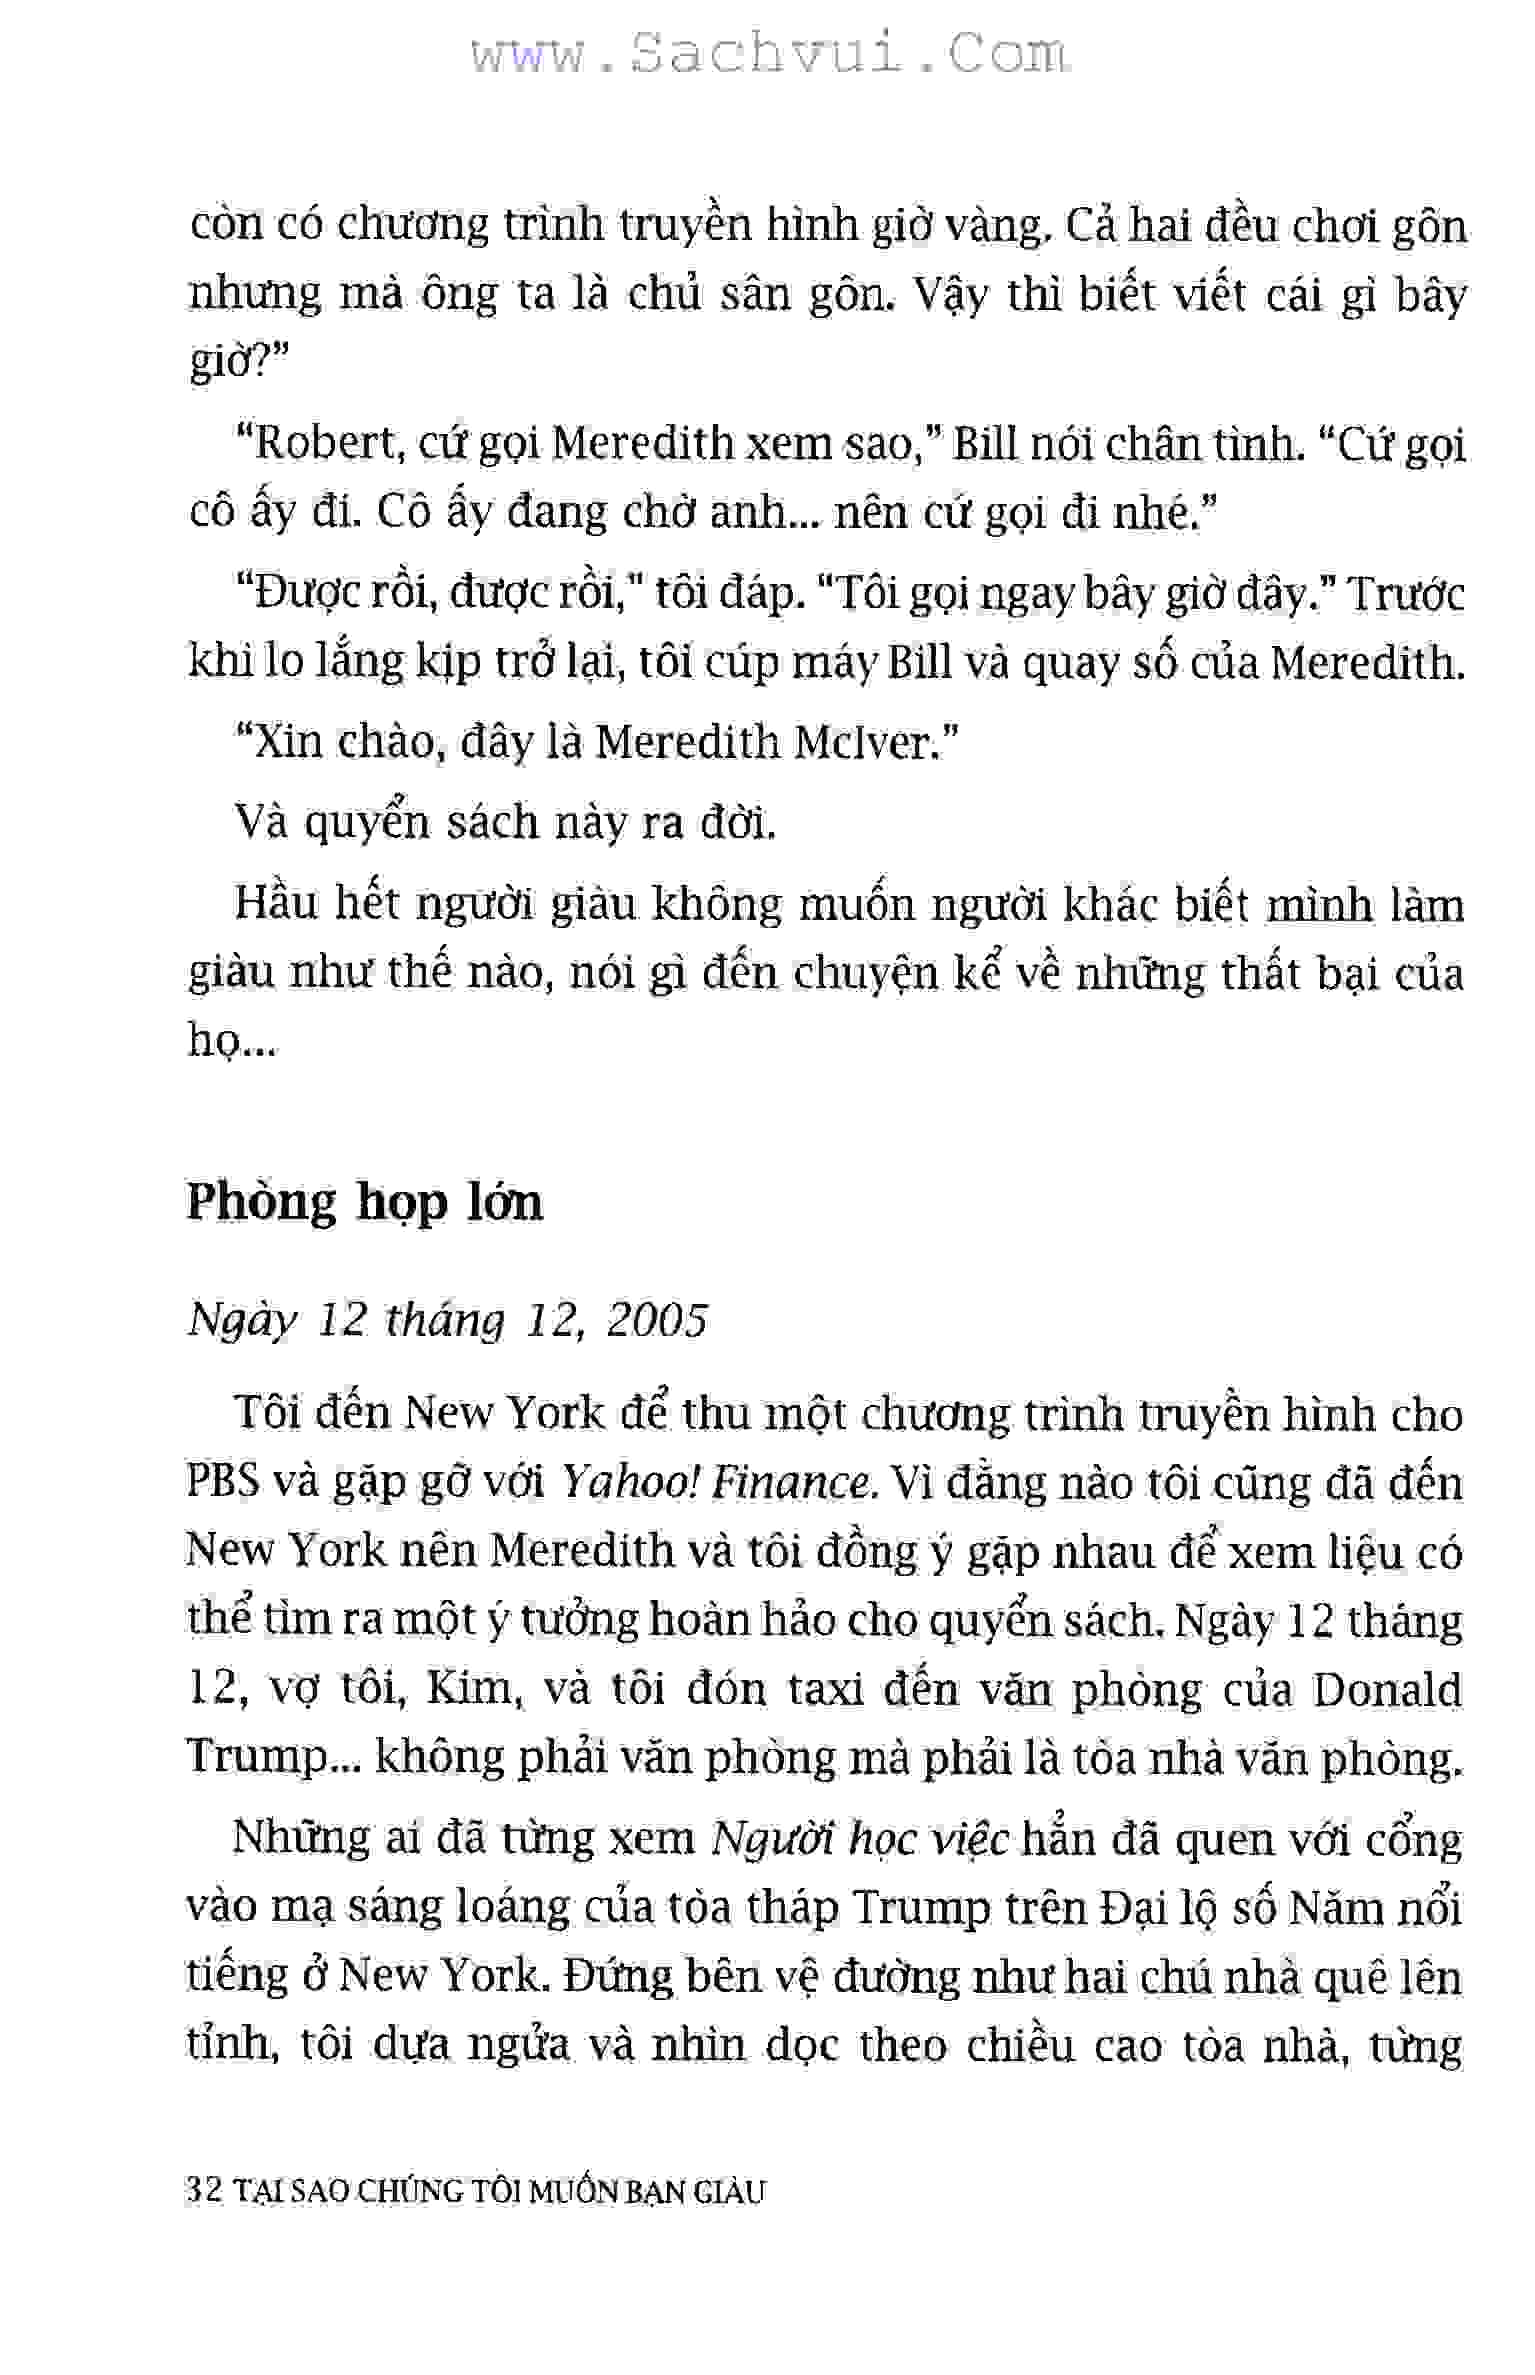 www.Sachvui.Com
còn có chương trình truyền hình giờ vàng. Cả hai đều chơi gôn
nhưng mà ông ta là chủ sân gôn. Vậy thì biết viết cái gì bây
giờ?”
“Robert, cứ gọi Meredith xem sao,” Bill nói chân tình. “Cứ gọi
cô ấy đi. Cô ấy đang chờ anh... nên cứ gọi đi nhé.”
“Được rồi, được rồi,” tôi đáp. “Tôi gọi ngay bây giờ đây.” Trước
khi lo lắng kịp trở lại, tôi cúp máy Bill và quay số của Meredith.
“Xin chào, đây là Meredith McIver.”
Và quyển sách này ra đời.
Hầu hết người giàu không muốn người khác biết mình làm
giàu như thế nào, nói gì đến chuyện kể về những thất bại của
họ...
Phòng họp lớn
Ngày 12 tháng 12, 2005
Tôi đến New York để thu một chương trình truyền hình cho
PBS và gặp gỡ với Yahoo! Finance. Vì đằng nào tôi cũng đã đến
New York nên Meredith và tôi đồng ý gặp nhau để xem liệu có
thể tìm ra một ý tưởng hoàn hảo cho quyển sách. Ngày 12 tháng
12, vợ tôi, Kim, và tôi đón taxi đến văn phòng của Donald
Trump... không phải văn phòng mà phải là tòa nhà văn phòng.
Những ai đã từng xem Người học việc hẳn đã quen với cổng
vào mạ sáng loáng của tòa tháp Trump trên Đại lộ số Năm nổi
tiếng ở New York. Đứng bên vệ đường như hai chú nhà quê lên
tỉnh, tôi dựa ngửa và nhìn dọc theo chiều cao tòa nhà, từng
32 TẠI SAO CHÚNG TÔI MUỐN BẠN GIÀU